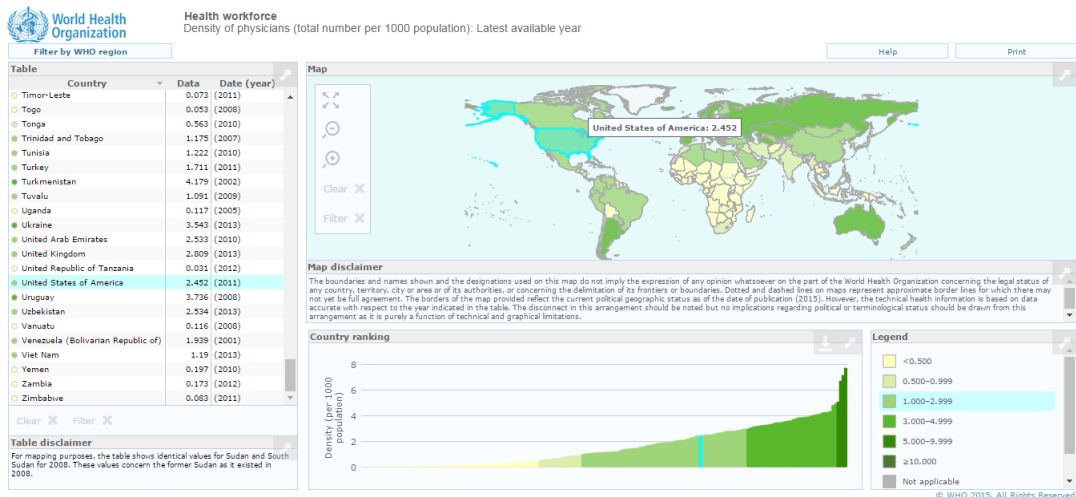 World Health
Organization
Health workforce
Density of physicians (total number per 1000 population): Latest available year
Filter by WHO region
Help
Print
Table
Country Data Date (year)
Timor-Leste 0.073 (2011)
Togo 0.053 (2008)
Tonga 0.563 (2010)
Trinidad and Tobago 1.175 (2007)
Tunisia 1.222 (2010)
Turkey 1.711 (2011)
Turkmenistan 4.179 (2002)
Tuvalu 1.091 (2009)
Uganda 0.117 (2005)
Ukraine 3.543 (2013)
United Arab Emirates 2.533 (2010)
United Kingdom 2.809 (2013)
United Republic of Tanzania 0.031 (2012)
United States of America 2.452 (2011)
Uruguay 3.736 (2008)
Uzbekistan 2.534 (2013)
Vanuatu 0.116 (2008)
Venezuela (Bolivarian Republic of) 1.939 (2001)
Viet Nam 1.19 (2013)
Yemen 0.197 (2010)
Zambia 0.173 (2012)
Zimbabwe 0.083 (2011)
Clear Filter
Table disclaimer
For mapping purposes, the table shows identical values for Sudan and South
Sudan for 2008. These values concern the former Sudan as it existed in
2008.
Map
Clear
Filter
United States of America: 2.452
Map disclaimer
The boundaries and names shown and the designations used on this map do not imply the expression of any opinion whatsoever on the part of the World Health Organization concerning the legal status of
any country, territory, city or area or of its authorities, or concerning the delimitation of its frontiers or boundaries. Dotted and dashed lines on maps represent approximate border lines for which there may
not yet be full agreement. The borders of the map provided reflect the current political geographic status as of the date of publication (2015). However, the technical health information is based on data
accurate with respect to the year indicated in the table. The disconnect in this arrangement should be noted but no implications regarding political or terminological status should be drawn from this
arrangement as it is purely a function of technical and graphical limitations.
Country ranking
Density (per 1000
population)
8
6
4
2
0
Legend
<0.500
0.500–0.999
1.000–2.999
3.000–4.999
5.000–9.999
≥10.000
Not applicable
© WHO 2015. All Rights Reserved